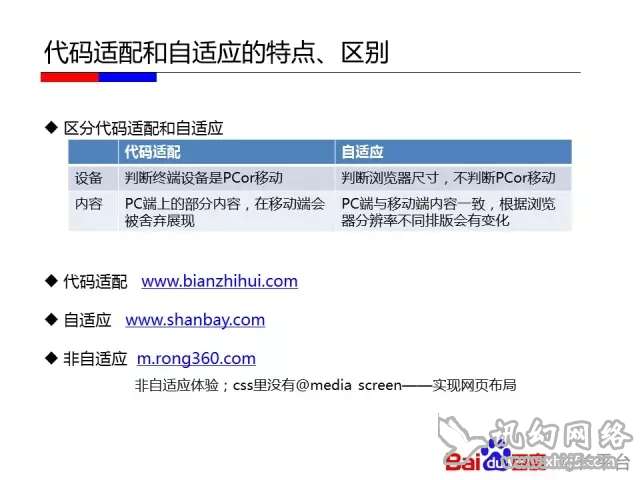 代码适配和自适应的特点、区别
◆ 区分代码适配和自适应
代码适配 自适应
设备 判断终端设备是PCor移动 判断浏览器尺寸，不判断PCor移动
内容 PC端上的部分内容，在移动端会 PC端与移动端内容一致，根据浏览
被舍弃展现 器分辨率不同排版会有变化
◆ 代码适配 www.bianzhihui.com
◆ 自适应 www.shanbay.com
◆ 非自适应 m.rong360.com
非自适应体验；css里没有@media screen——实现网页布局
讯幻网络
Bai du 百度 平台